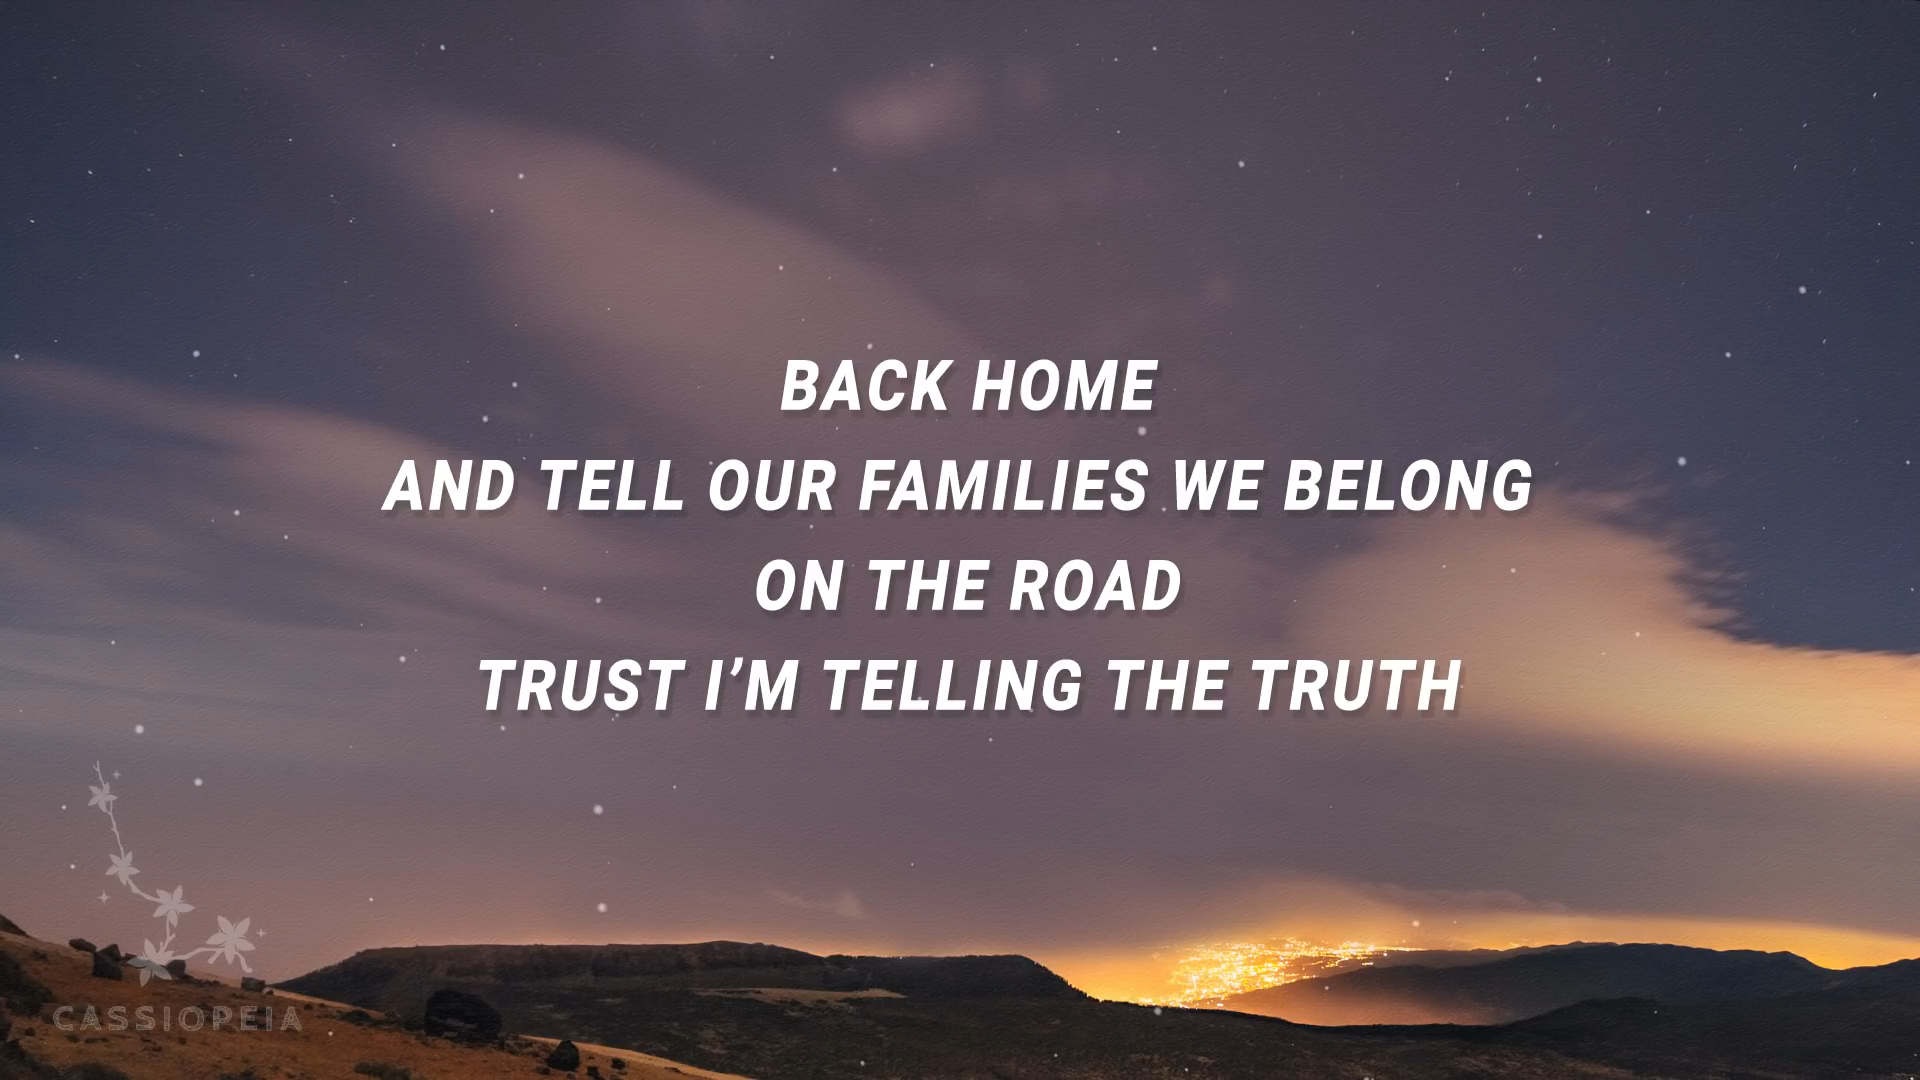 BACK HOME
AND TELL OUR FAMILIES WE BELONG
ON THE ROAD
TRUST I’M TELLING THE TRUTH
CASSIOPEIA